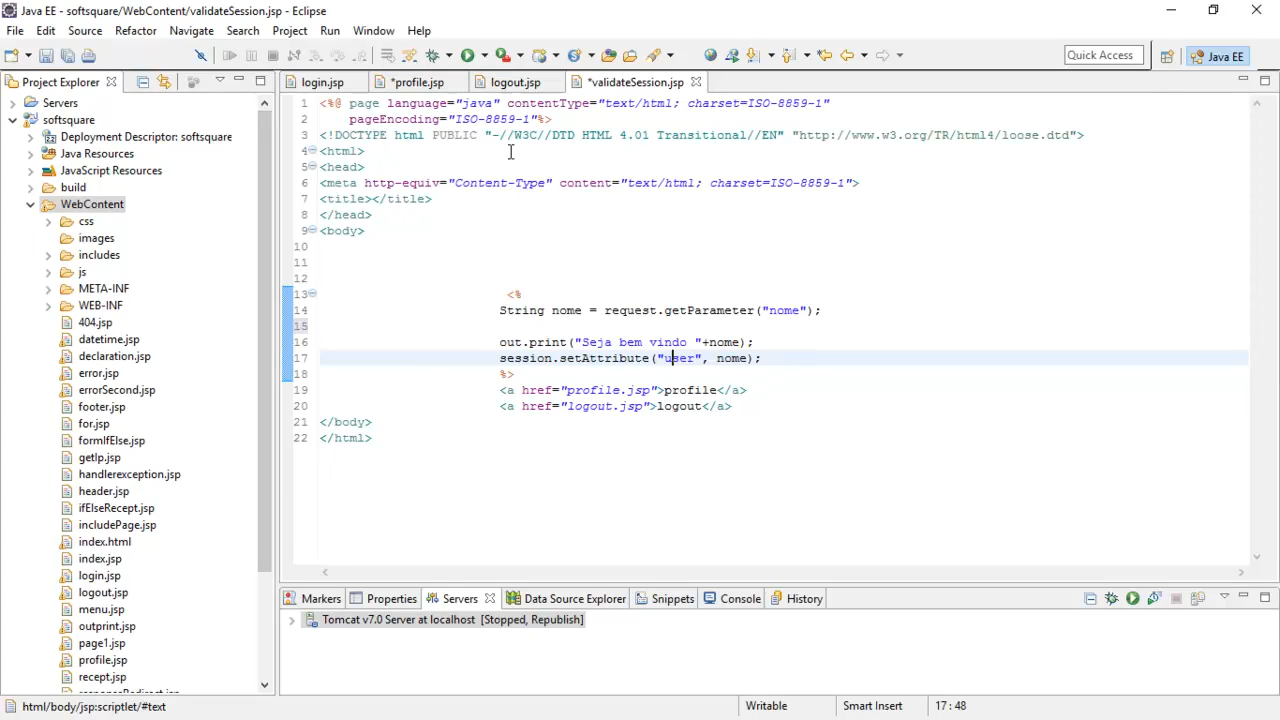 Java EE - softsquare/WebContent/validateSession.jsp - Eclipse
File Edit Source Refactor Navigate Search Project Run Window Help
Quick Access
Java EE
Project Explorer
login.jsp
*profile.jsp
logout.jsp
*validateSession.jsp
Servers
softsquare
Deployment Descriptor: softsquare
Java Resources
JavaScript Resources
build
WebContent
css
images
includes
js
META-INF
WEB-INF
404.jsp
datetime.jsp
declaration.jsp
error.jsp
errorSecond.jsp
footer.jsp
for.jsp
formIfElse.jsp
getIp.jsp
handlerexception.jsp
header.jsp
ifElseRecept.jsp
includePage.jsp
index.html
index.jsp
login.jsp
logout.jsp
menu.jsp
outprint.jsp
page1.jsp
profile.jsp
recept.jsp
1 <%@ page language="java" contentType="text/html; charset=ISO-8859-1"
2 pageEncoding="ISO-8859-1"%>
3 <!DOCTYPE html PUBLIC "-//W3C//DTD HTML 4.01 Transitional//EN" "http://www.w3.org/TR/html4/loose.dtd">
4 <html>
5 <head>
6 <meta http-equiv="Content-Type" content="text/html; charset=ISO-8859-1">
7 <title></title>
8 </head>
9 <body>
10
11
12
13 <%
14 String nome = request.getParameter("nome");
15
16 out.print("Seja bem vindo "+nome);
17 session.setAttribute("user", nome);
18 %>
19 <a href="profile.jsp">profile</a>
20 <a href="logout.jsp">logout</a>
21 </body>
22 </html>
Markers
Properties
Servers
Data Source Explorer
Snippets
Console
History
Tomcat v7.0 Server at localhost [Stopped, Republish]
html/body/jsp:scriptlet/#text
Writable
Smart Insert
17 : 48